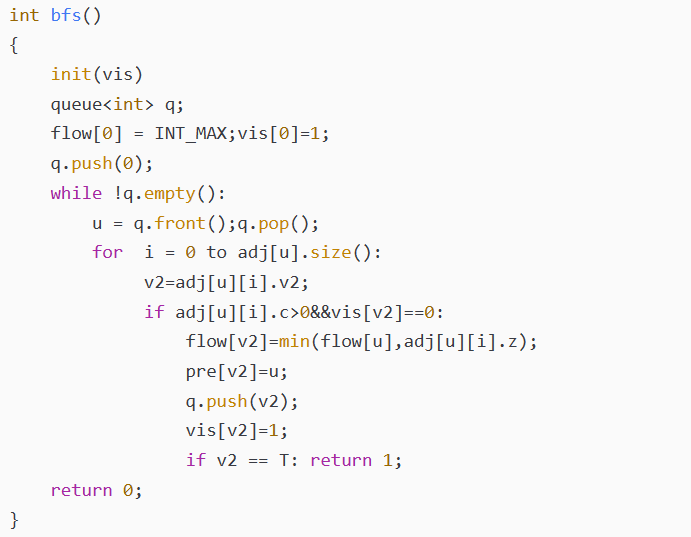 int bfs()
{
    init(vis)
    queue<int> q;
    flow[0] = INT_MAX;vis[0]=1;
    q.push(0);
    while !q.empty():
        u = q.front();q.pop();
        for  i = 0 to adj[u].size():
             v2=adj[u][i].v2;
             if adj[u][i].c>0&&vis[v2]==0:
                 flow[v2]=min(flow[u],adj[u][i].z);
                 pre[v2]=u;
                 q.push(v2);
                 vis[v2]=1;
                 if v2 == T: return 1;
    return 0;
}